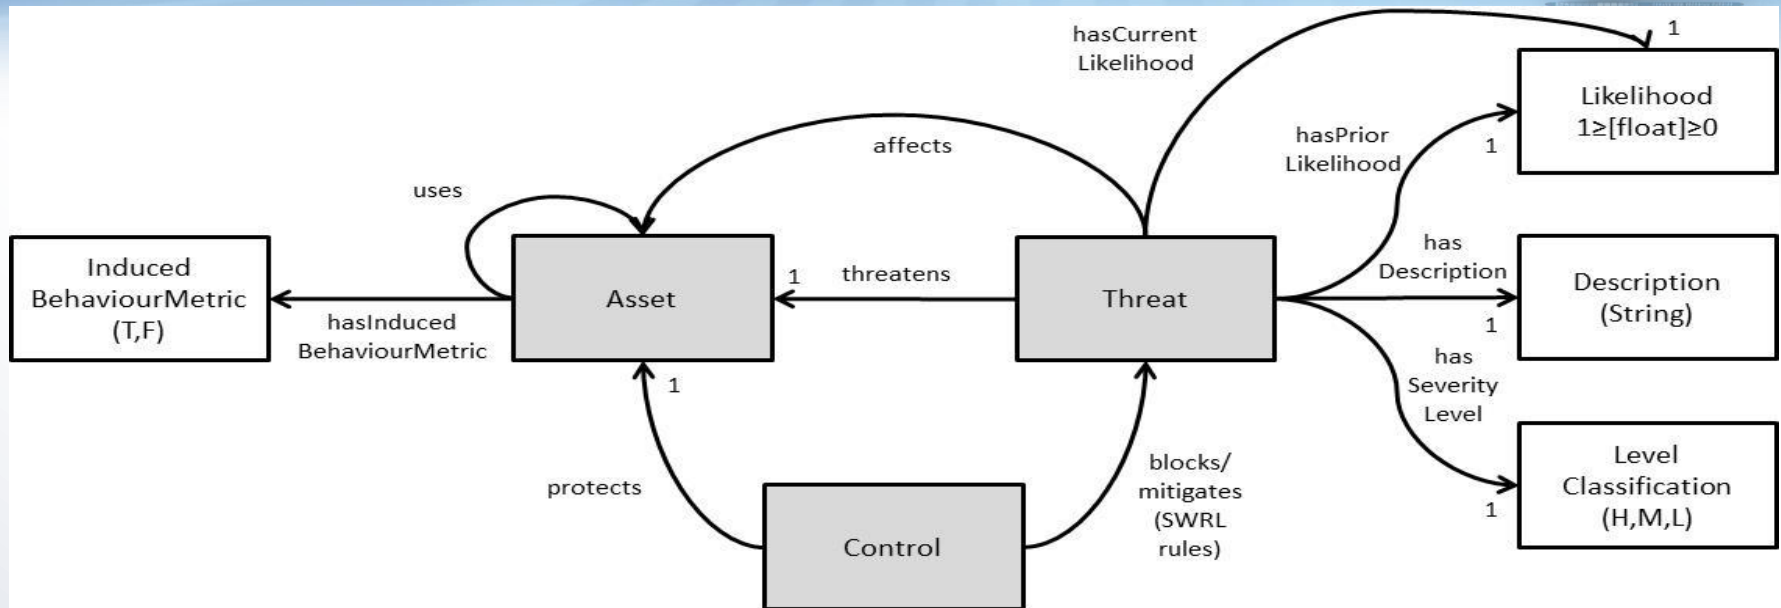 hasCurrent
Likelihood
1
Likelihood
1≥[float]≥0
hasPrior
Likelihood
1
affects
uses
Induced
BehaviourMetric
(T,F)
hasInduced
BehaviourMetric
Asset
1
threatens
Threat
has
Description
1
Description
(String)
has
Severity
Level
1
Level
Classification
(H,M,L)
1
protects
blocks/
mitigates
(SWRL
rules)
Control